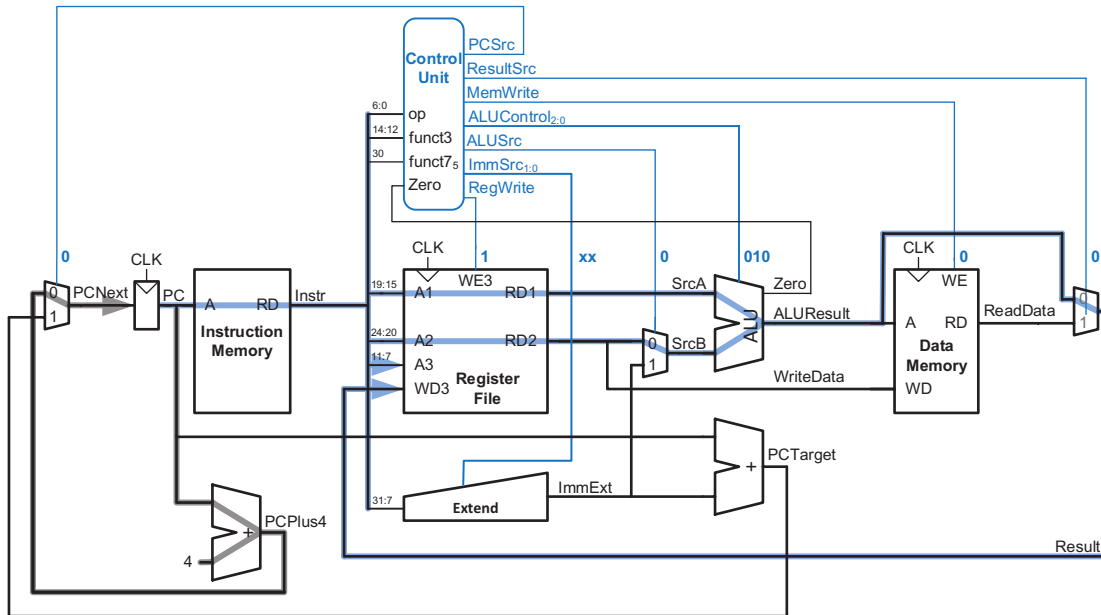 PCSrc
Control
Unit
ResultSrc
MemWrite
6:0
op
ALUControl2:0
14:12
funct3
ALUSrc
30
funct75
ImmSrc1:0
Zero
RegWrite
0
CLK
CLK
1
xx
0
010
CLK
0
0
WE3
WE
0
PCNext
PC
A
RD
Instr
19:15
A1
RD1
SrcA
Zero
0
1
Instruction
Memory
ALU
ALUResult
A
RD
ReadData
1
24:20
A2
RD2
0
SrcB
Data
Memory
11:7
A3
1
WD3
Register
File
WriteData
WD
+
PCTarget
31:7
Extend
ImmExt
+
PCPlus4
4
Result